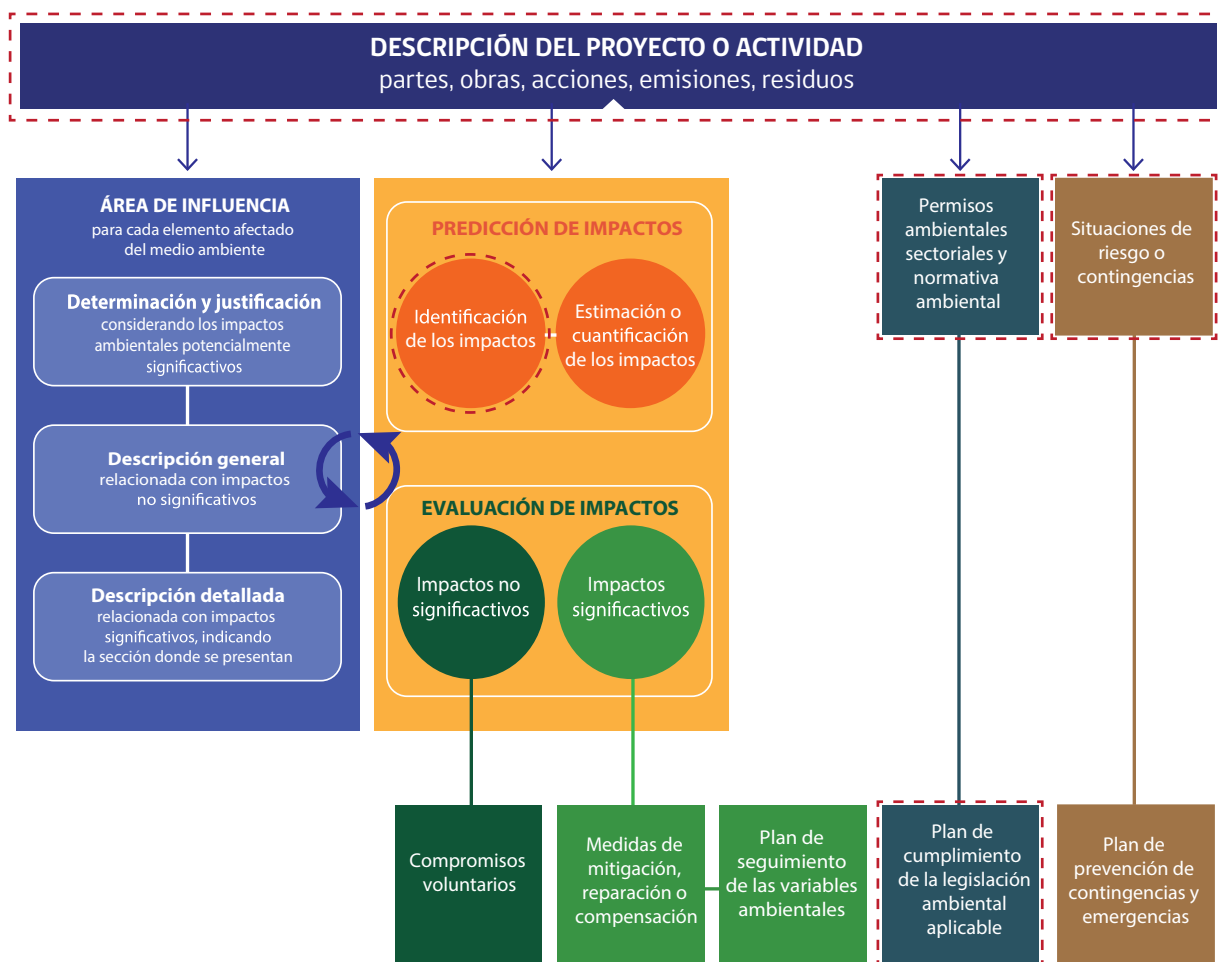 DESCRIPCIÓN DEL PROYECTO O ACTIVIDAD
partes, obras, acciones, emisiones, residuos
ÁREA DE INFLUENCIA
para cada elemento afectado
del medio ambiente
Determinación y justificación
considerando los impactos
ambientales potencialmente
significactivos
Descripción general
relacionada con impactos
no significativos
Descripción detallada
relacionada con impactos
significativos, indicando
la sección donde se presentan
PREDICCIÓN DE IMPACTOS
Identificación
de los impactos
Estimación o
cuantificación
de los impactos
EVALUACIÓN DE IMPACTOS
Impactos no
significactivos
Impactos
significactivos
Permisos
ambientales
sectoriales y
normativa
ambiental
Situaciones de
riesgo o
contingencias
Compromisos
voluntarios
Medidas de
mitigación,
reparación o
compensación
Plan de
seguimiento
de las variables
ambientales
Plan de
cumplimiento
de la legislación
ambiental
aplicable
Plan de
prevención de
contingencias y
emergencias